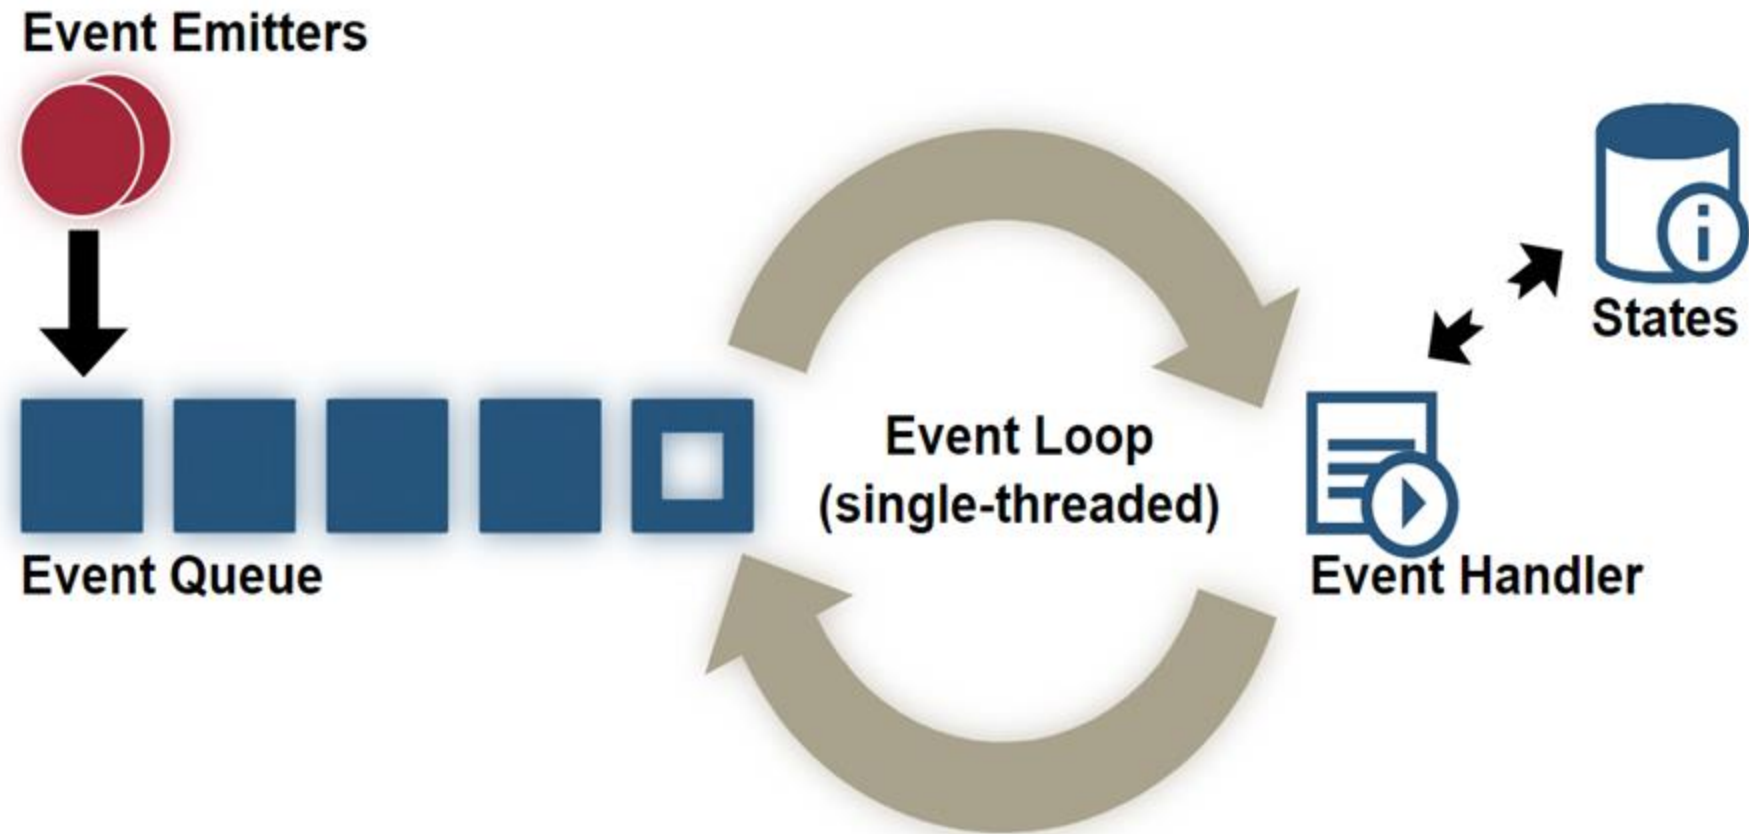 Event Emitters
States
Event Loop
(single-threaded)
Event Queue
Event Handler